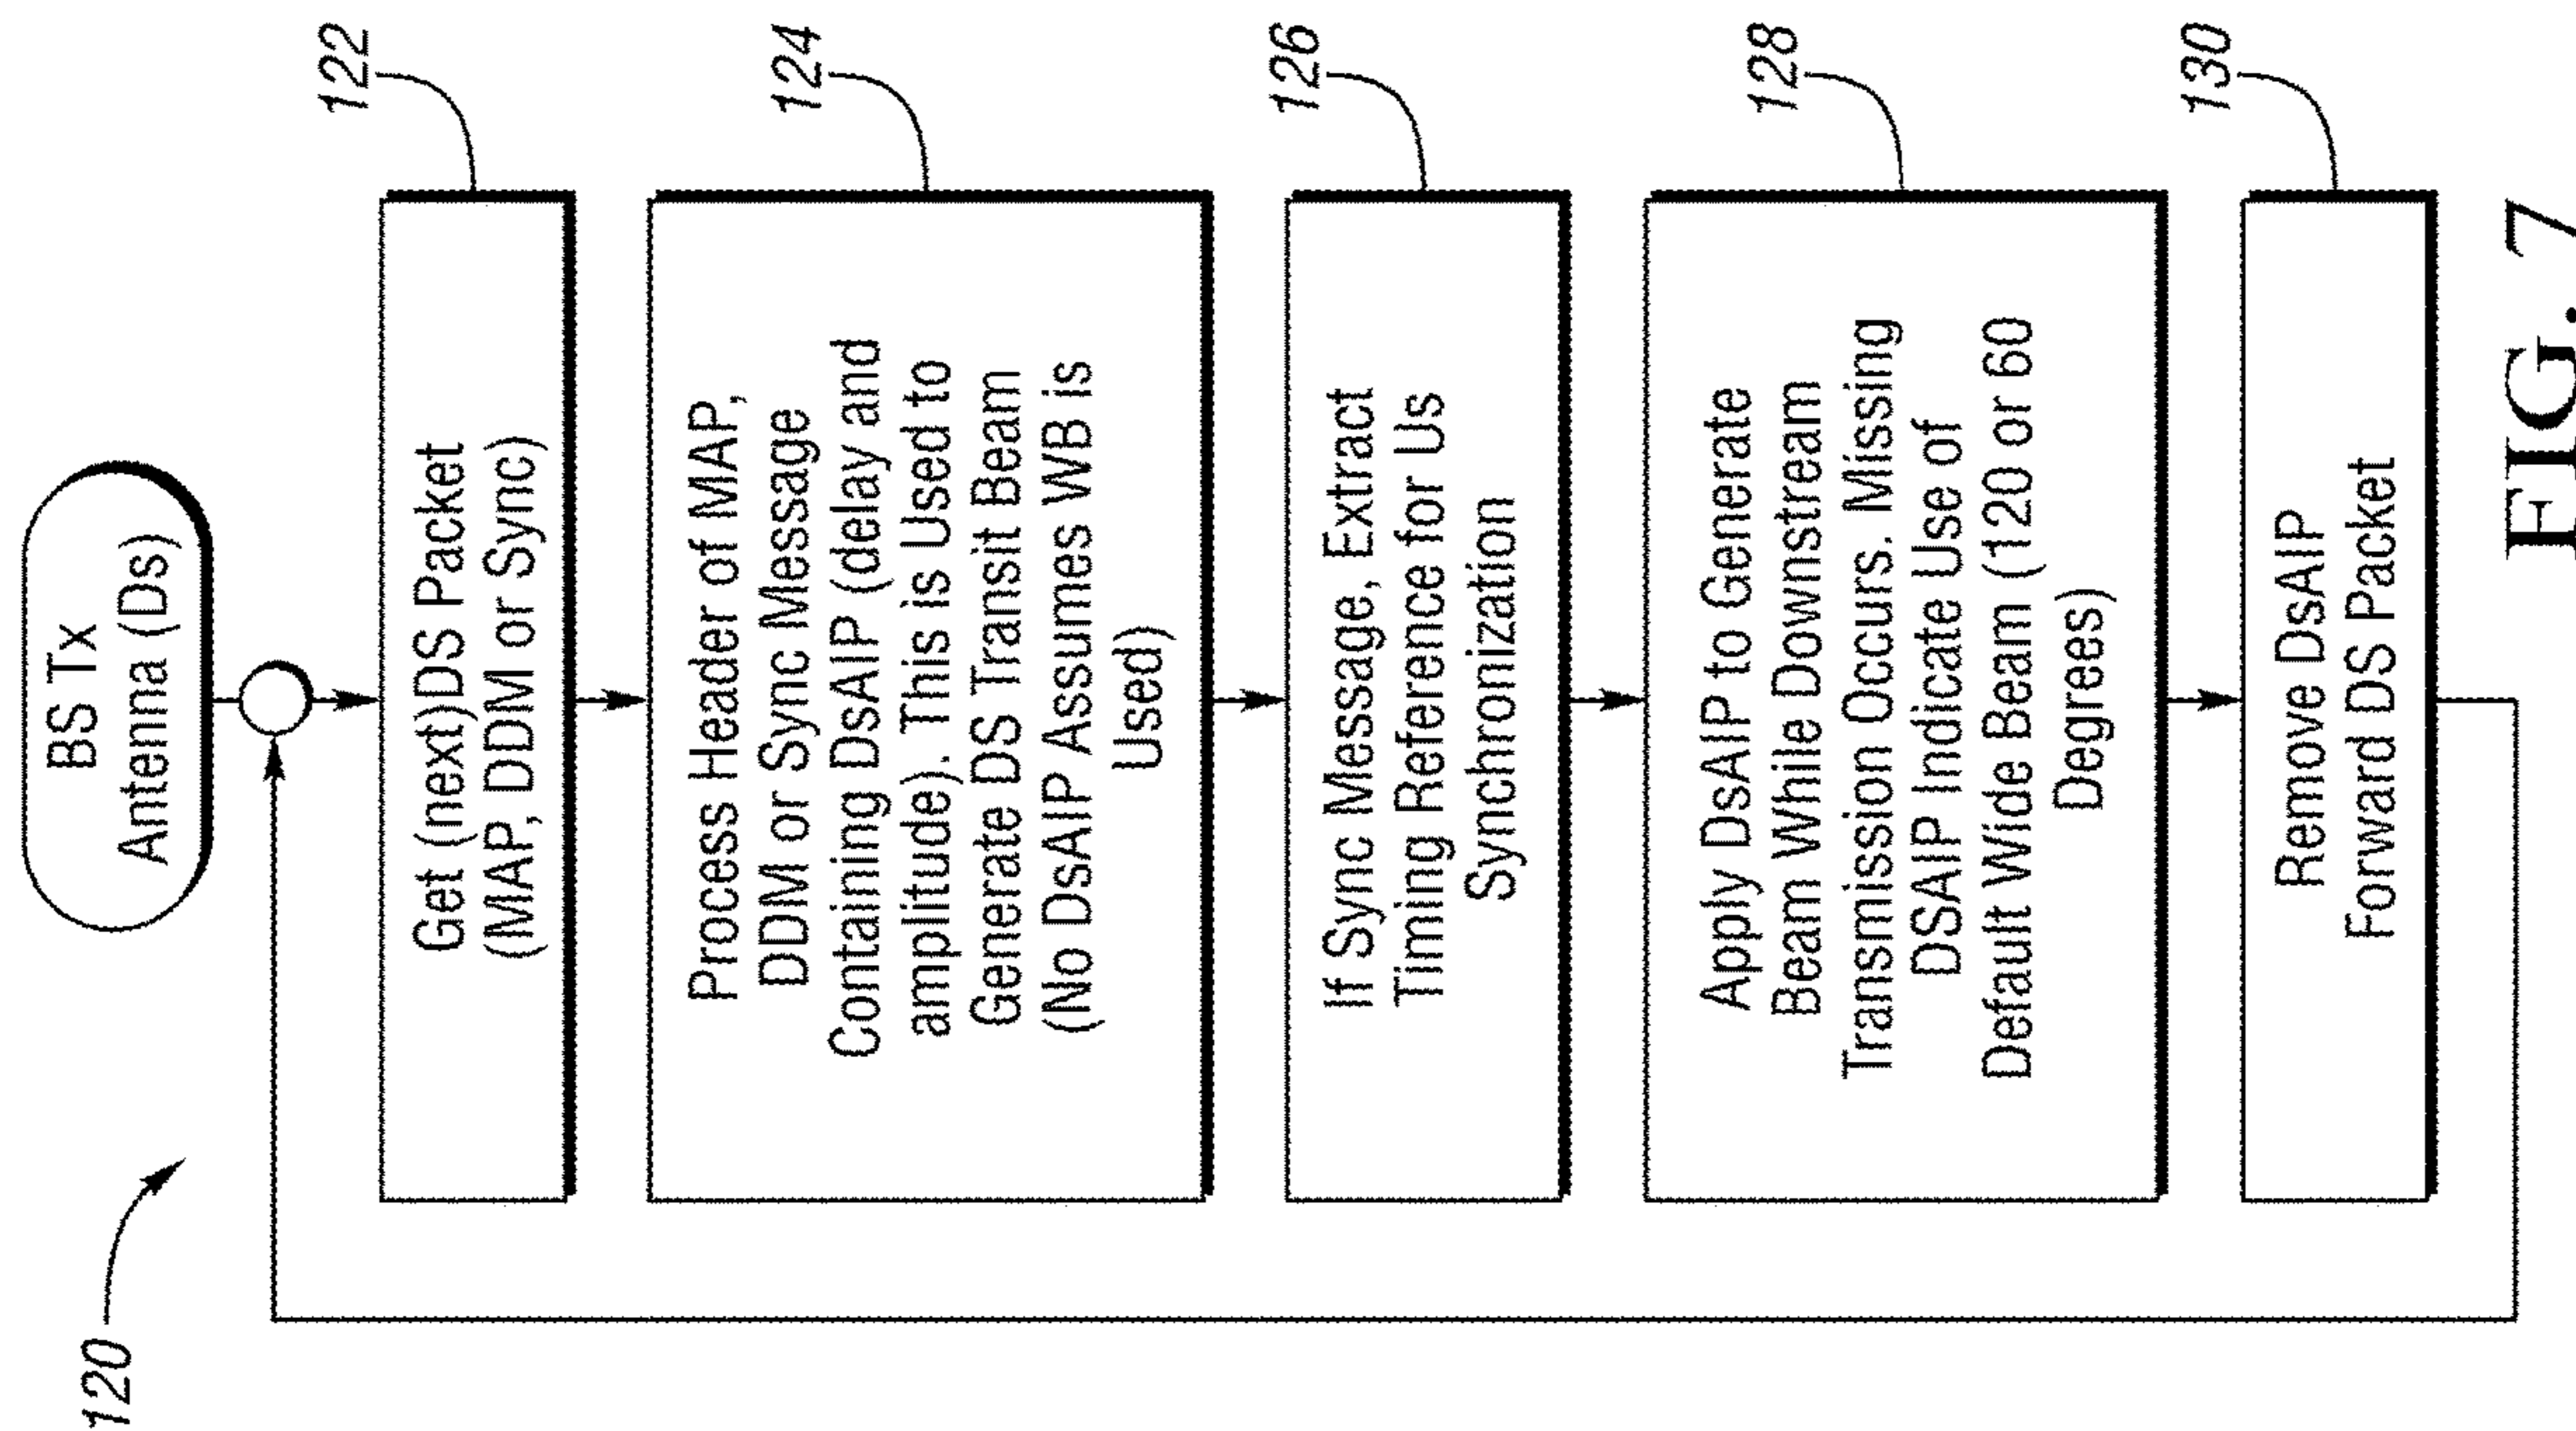 120
BS Tx
Antenna (Ds)
122
Get (next)DS Packet
(MAP, DDM or Sync)
124
Process Header of MAP,
DDM or Sync Message
Containing DsAIP (delay and
amplitude). This is Used to
Generate DS Transit Beam
(No DsAIP Assumes WB is
Used)
126
If Sync Message, Extract
Timing Reference for Us
Synchronization
128
Apply DsAIP to Generate
Beam While Downstream
Transmission Occurs. Missing
DSAIP Indicate Use of
Default Wide Beam (120 or 60
Degrees)
130
Remove DsAIP
Forward DS Packet
FIG. 7